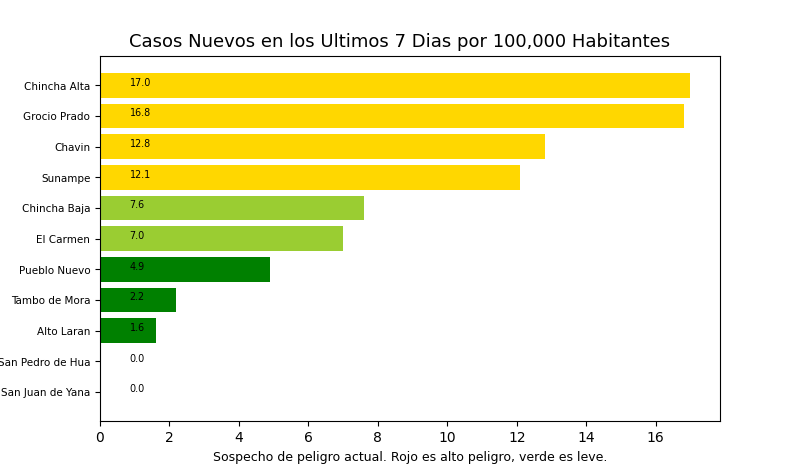 Casos Nuevos en los Ultimos 7 Dias por 100,000 Habitantes
Chincha Alta 17.0
Grocio Prado 16.8
Chavin 12.8
Sunampe 12.1
Chincha Baja 7.6
El Carmen 7.0
Pueblo Nuevo 4.9
Tambo de Mora 2.2
Alto Laran 1.6
San Pedro de Hua 0.0
San Juan de Yana 0.0
0 2 4 6 8 10 12 14 16
Sospecho de peligro actual. Rojo es alto peligro, verde es leve.